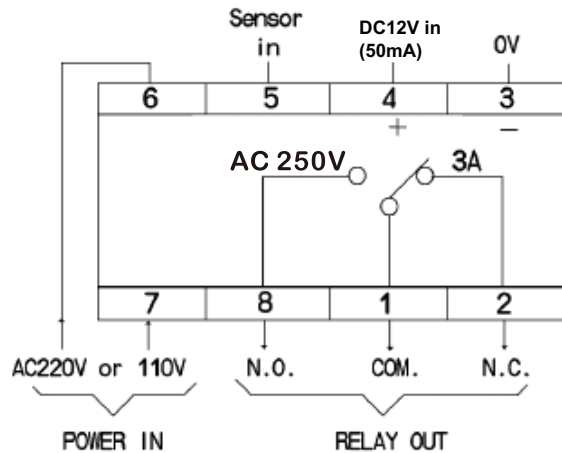 Sensor in
DC12V in (50mA)
0V
6 5 4 3
+ −
AC 250V 3A
7 8 1 2
AC220V or 110V N.O. COM. N.C.
POWER IN RELAY OUT